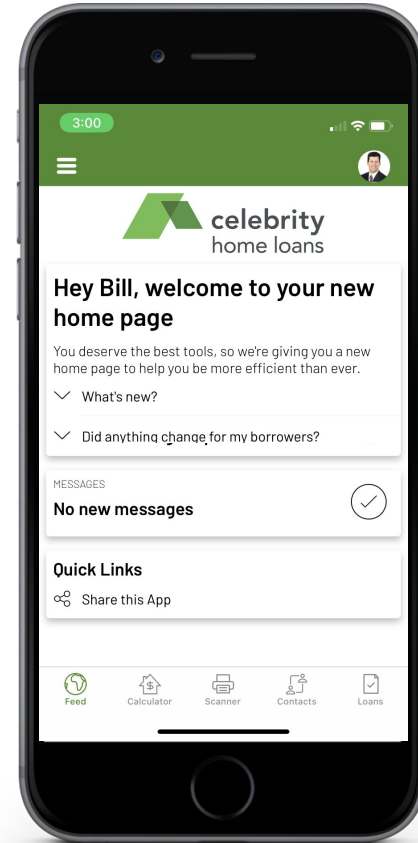 3:00
celebrity
home loans
Hey Bill, welcome to your new
home page
You deserve the best tools, so we're giving you a new
home page to help you be more efficient than ever.
What's new?
Did anything change for my borrowers?
MESSAGES
No new messages
Quick Links
Share this App
Feed
Calculator
Scanner
Contacts
Loans